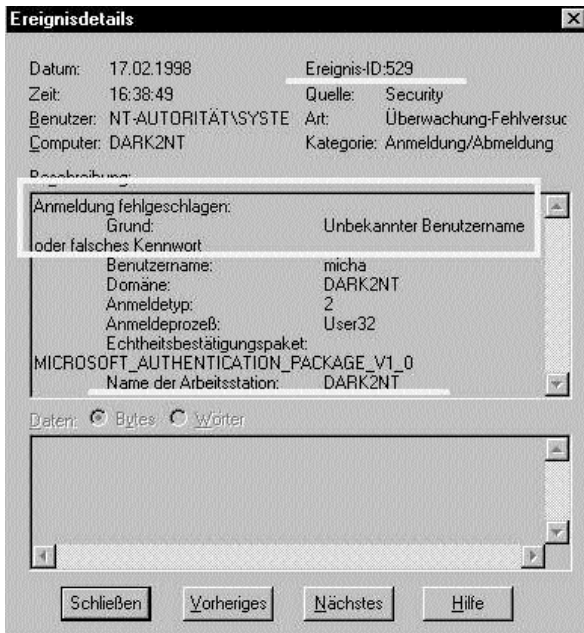 Ereignisdetails
Datum: 17.02.1998 Ereignis-ID:529
Zeit: 16:38:49 Quelle: Security
Benutzer: NT-AUTORITÄT\SYSTE Art: Überwachung-Fehlversuc
Computer: DARK2NT Kategorie: Anmeldung/Abmeldung
Beschreibung:
Anmeldung fehlgeschlagen:
Grund: Unbekannter Benutzername
oder falsches Kennwort
Benutzername: micha
Domäne: DARK2NT
Anmeldetyp: 2
Anmeldeprozeß: User32
Echtheitsbestätigungspaket:
MICROSOFT_AUTHENTICATION_PACKAGE_V1_0
Name der Arbeitsstation: DARK2NT
Daten: Bytes Wörter
Schließen Vorheriges Nächstes Hilfe